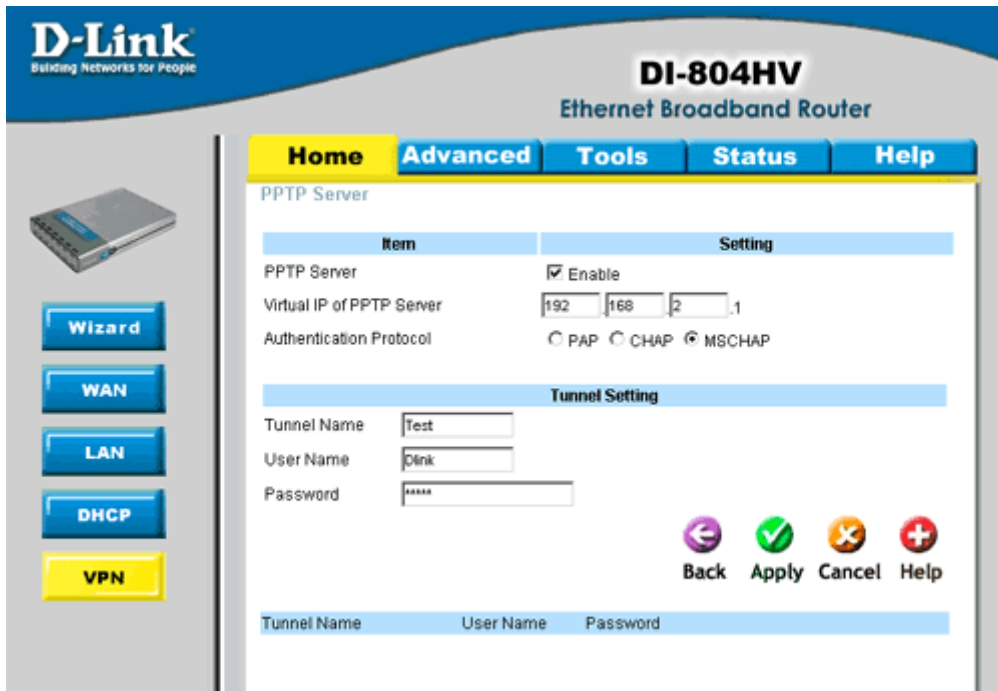 D-Link
Building Networks for People
DI-804HV
Ethernet Broadband Router
Home Advanced Tools Status Help
PPTP Server
Item Setting
PPTP Server Enable
Virtual IP of PPTP Server 192 .168 .2 .1
Authentication Protocol PAP CHAP MSCHAP
Wizard
WAN
LAN
DHCP
VPN
Tunnel Setting
Tunnel Name Test
User Name Dlink
Password *****
Back Apply Cancel Help
Tunnel Name User Name Password